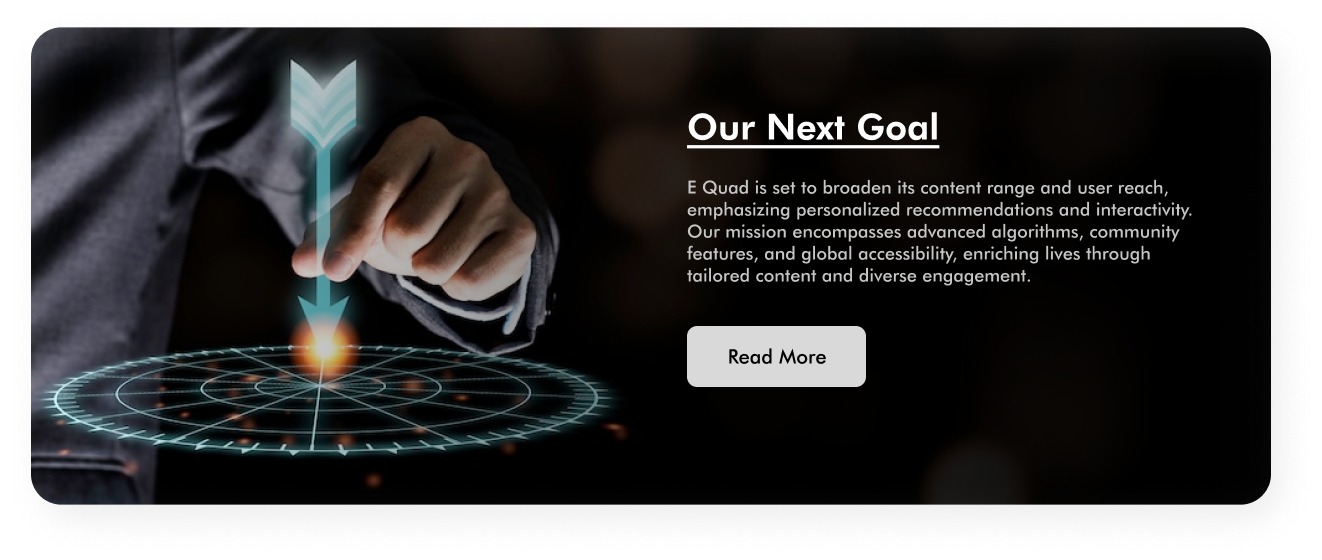 Our Next Goal
E Quad is set to broaden its content range and user reach,
emphasizing personalized recommendations and interactivity.
Our mission encompasses advanced algorithms, community
features, and global accessibility, enriching lives through
tailored content and diverse engagement.
Read More